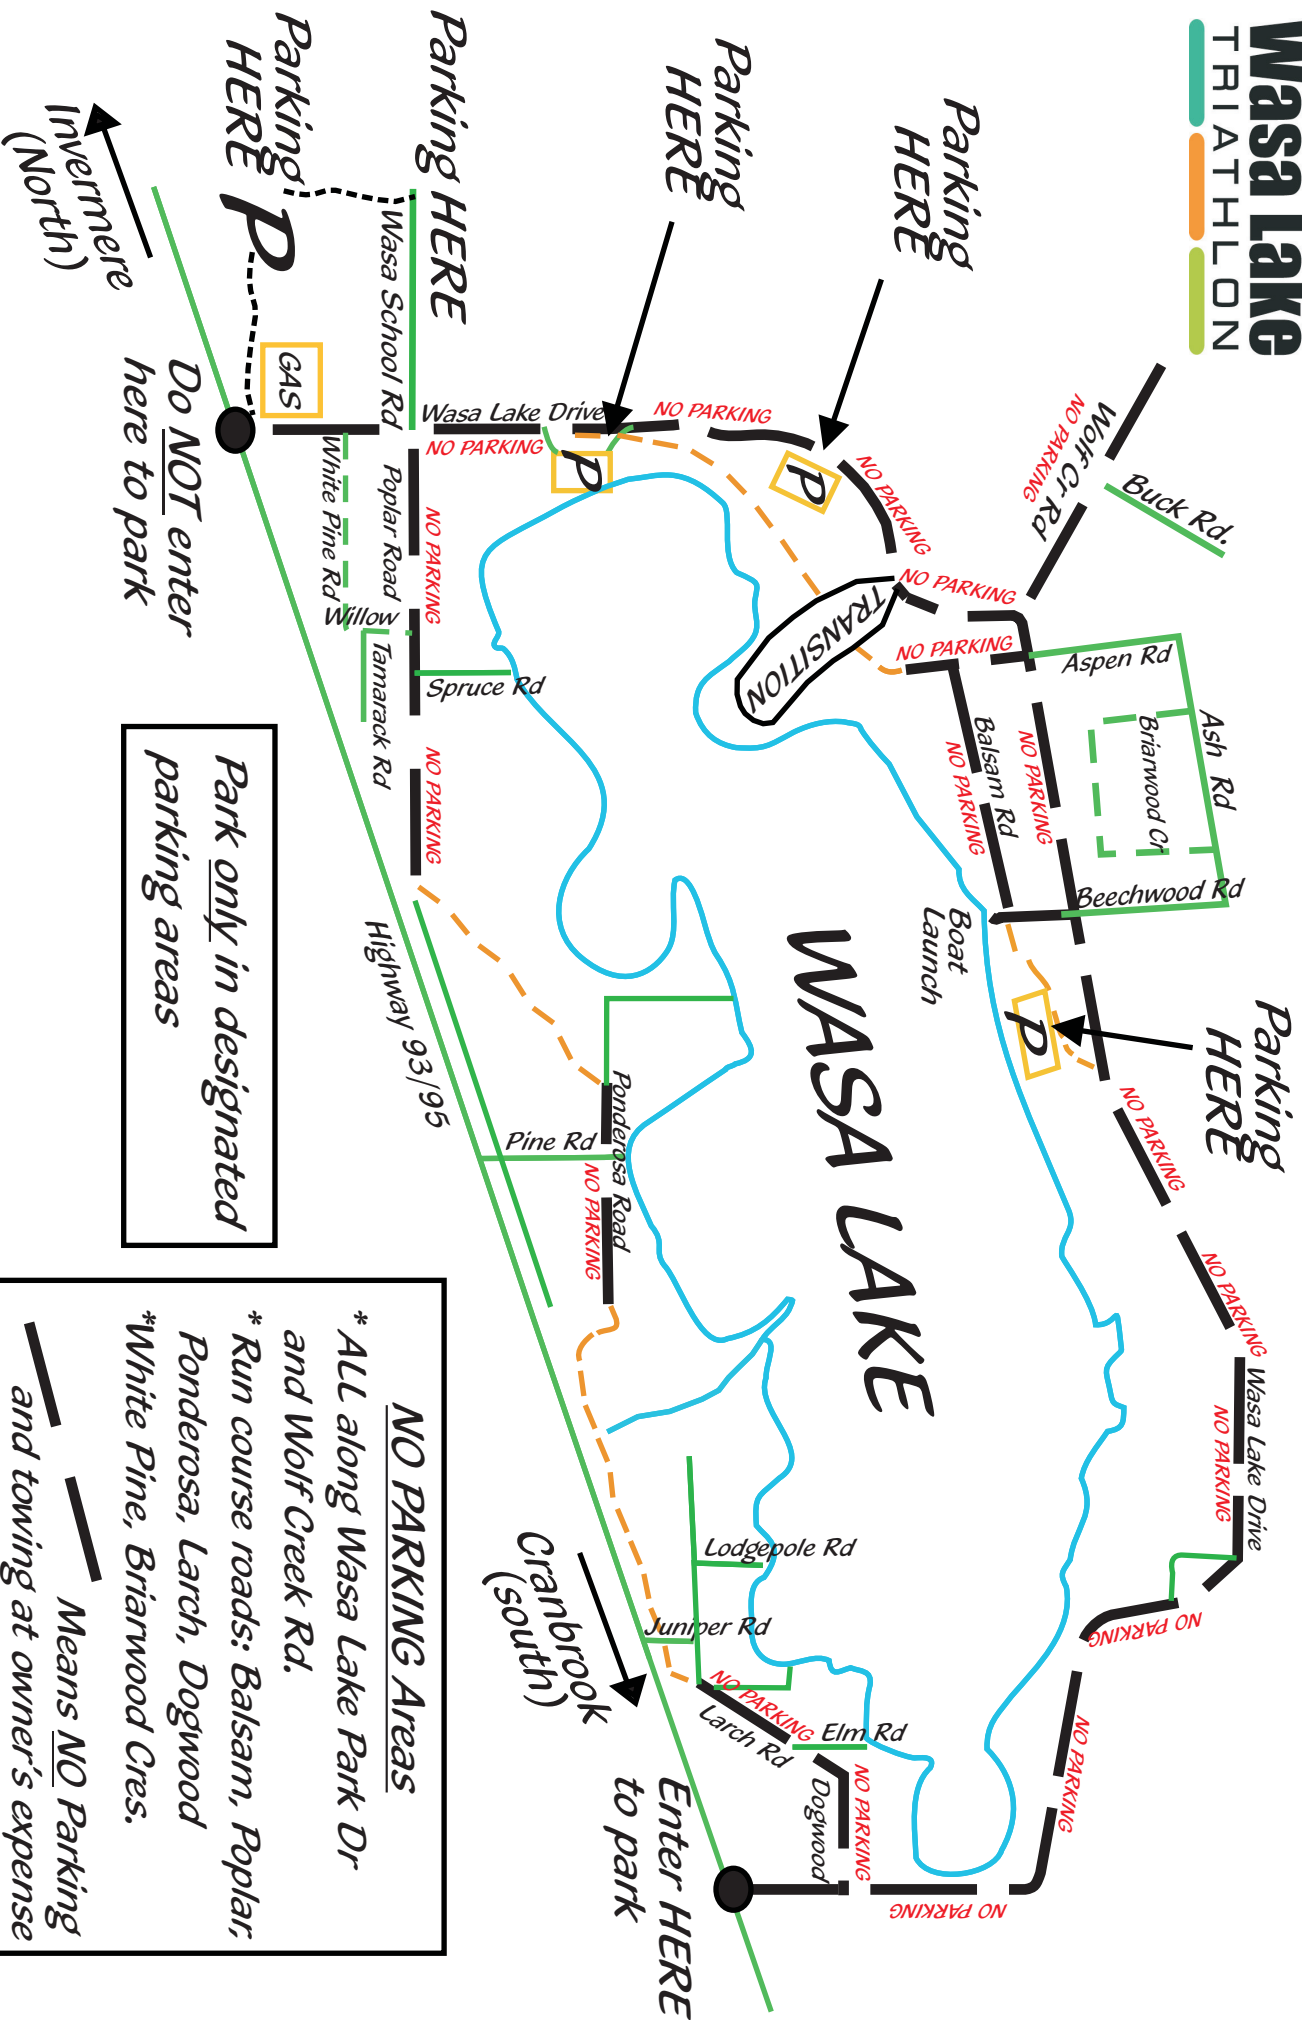 Wasa Lake
TRIATHLON
Parking
HERE
Parking
HERE
Parking HERE
Parking
HERE
P
Invermere
(North)
Do NOT enter
here to park
GAS
Wasa School Rd
Wasa Lake Drive
NO PARKING
NO PARKING
P
P
NO PARKING
NO PARKING
TRANSITION
Wolf Cr Rd
NO PARKING
Buck Rd.
NO PARKING
Aspen Rd
Ash Rd
Briarwood Cr
Beechwood Rd
Balsam Rd
NO PARKING
NO PARKING
Boat
Launch
Parking
HERE
P
NO PARKING
NO PARKING
Wasa Lake Drive
NO PARKING
NO PARKING
NO PARKING
NO PARKING
WASA LAKE
White Pine Rd
Poplar Road
NO PARKING
Willow
Tamarack Rd
Spruce Rd
NO PARKING
Highway 93/95
Pine Rd
Ponderosa Road
NO PARKING
Lodgepole Rd
Juniper Rd
NO PARKING
Larch Rd
Elm Rd
NO PARKING
Dogwood
Cranbrook
(south)
Enter HERE
to park
Park only in designated
parking areas
NO PARKING Areas
* ALL along Wasa Lake Park Dr
and Wolf Creek Rd.
* Run course roads: Balsam, Poplar,
Ponderosa, Larch, Dogwood
*White Pine, Briarwood Cres.
Means NO Parking
and towing at owner's expense